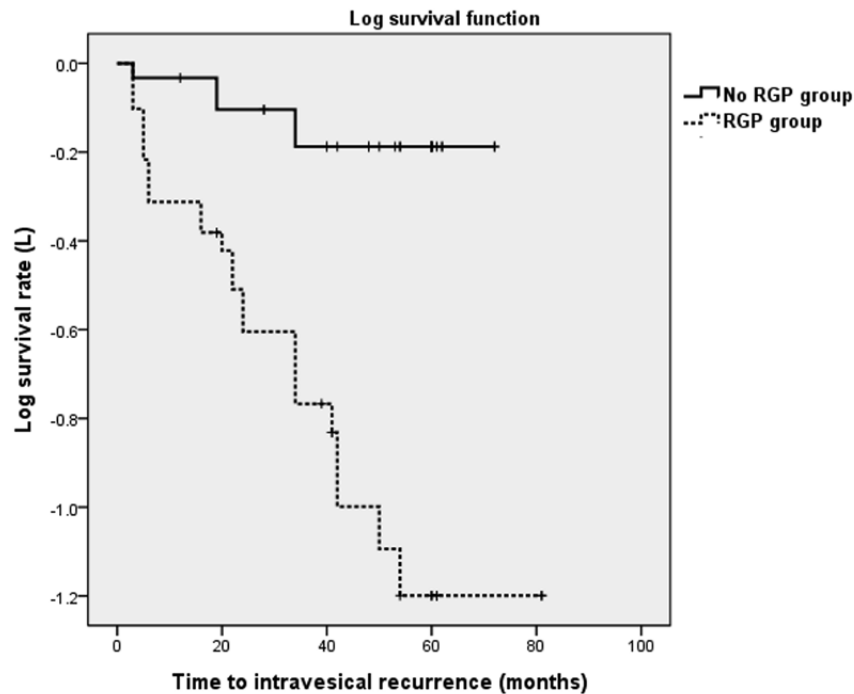 Log survival function
No RGP group
RGP group
Log survival rate (L)
0.0
-0.2
-0.4
-0.6
-0.8
-1.0
-1.2
0 20 40 60 80 100
Time to intravesical recurrence (months)